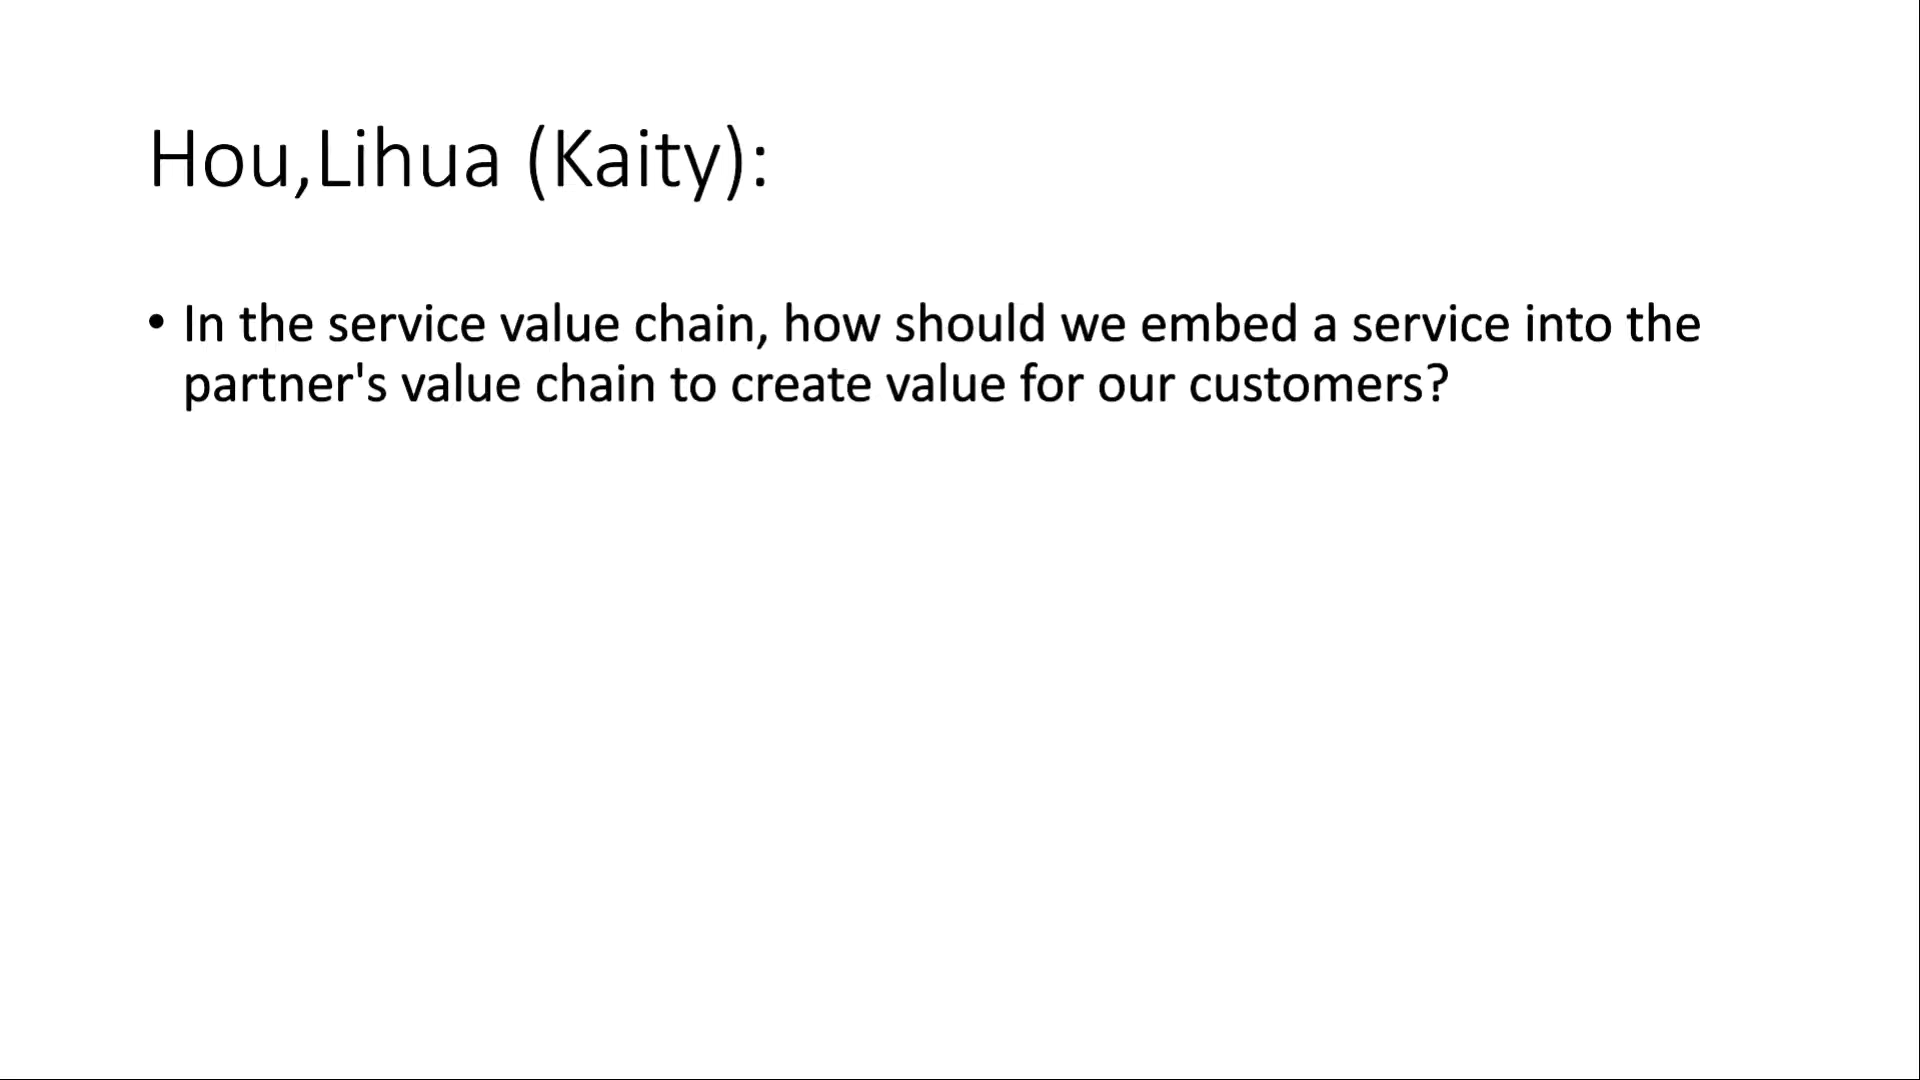 Hou,Lihua (Kaity):
• In the service value chain, how should we embed a service into the
partner's value chain to create value for our customers?